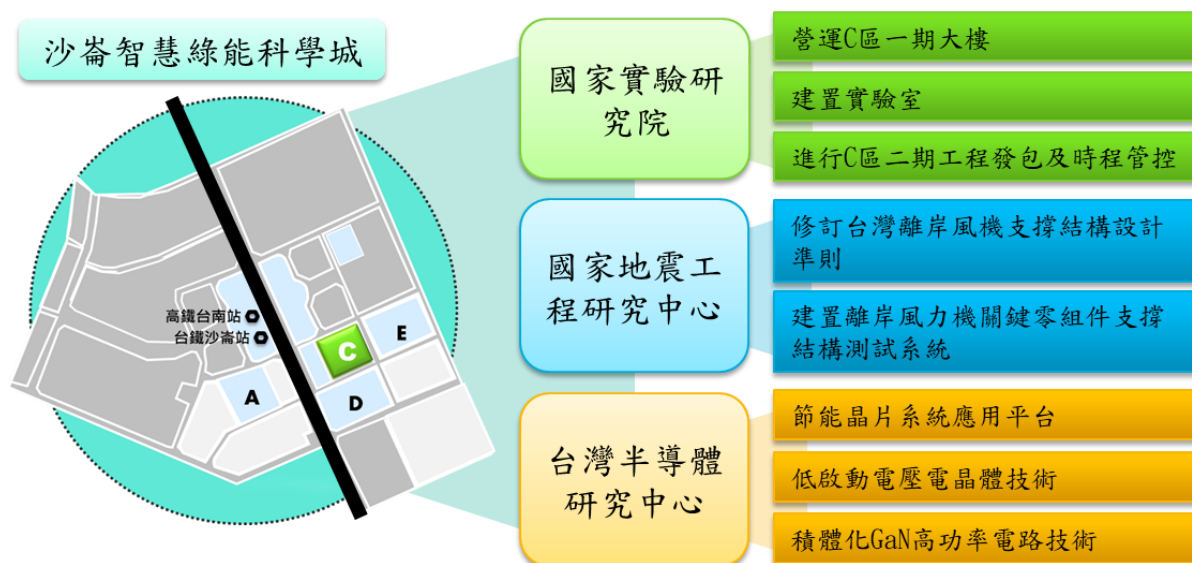 沙崙智慧綠能科學城
高鐵台南站
台鐵沙崙站
A
C
D
E
國家實驗研
究院
營運C區一期大樓
建置實驗室
進行C區二期工程發包及時程管控
國家地震工
程研究中心
修訂台灣離岸風機支撐結構設計
準則
建置離岸風力機關鍵零組件支撐
結構測試系統
台灣半導體
研究中心
節能晶片系統應用平台
低啟動電壓電晶體技術
積體化GaN高功率電路技術